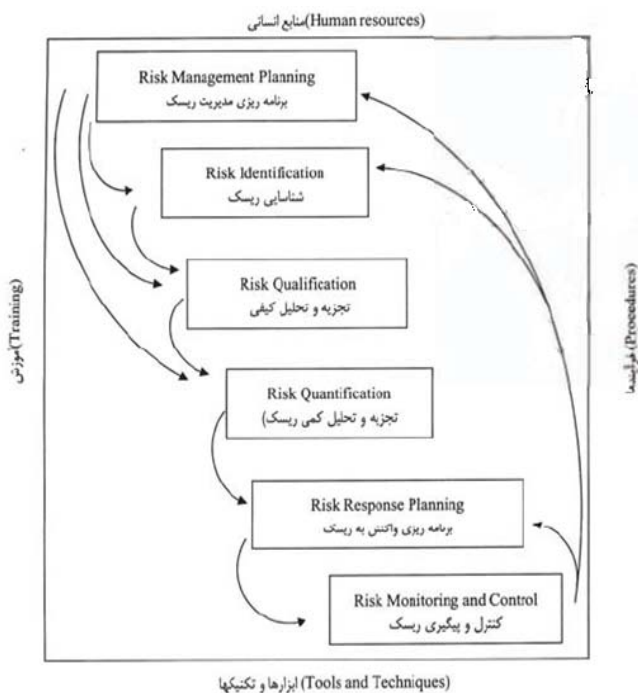 منابع انسانی(Human resources)
Risk Management Planning
برنامه ریزی مدیریت ریسک
Risk Identification
شناسایی ریسک
Risk Qualification
تجزیه و تحلیل کیفی
Risk Quantification
تجزیه و تحلیل کمی ریسک)
Risk Response Planning
برنامه ریزی واکنش به ریسک
Risk Monitoring and Control
کنترل و پیگیری ریسک
موزش(Training)
فرآیندها(Procedures)
ابزارها و تکنیکها (Tools and Techniques)